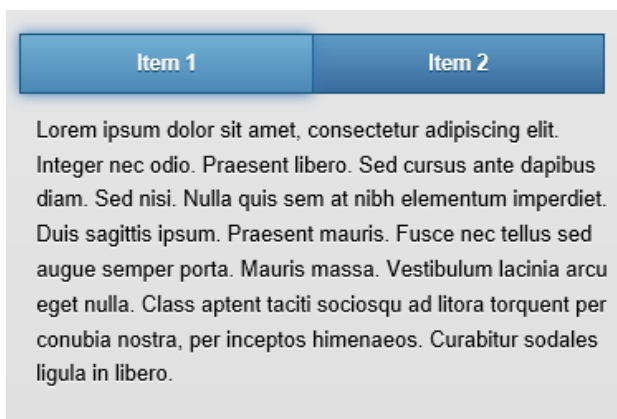 Item 1 Item 2
Lorem ipsum dolor sit amet, consectetur adipiscing elit.
Integer nec odio. Praesent libero. Sed cursus ante dapibus
diam. Sed nisi. Nulla quis sem at nibh elementum imperdiet.
Duis sagittis ipsum. Praesent mauris. Fusce nec tellus sed
augue semper porta. Mauris massa. Vestibulum lacinia arcu
eget nulla. Class aptent taciti sociosqu ad litora torquent per
conubia nostra, per inceptos himenaeos. Curabitur sodales
ligula in libero.